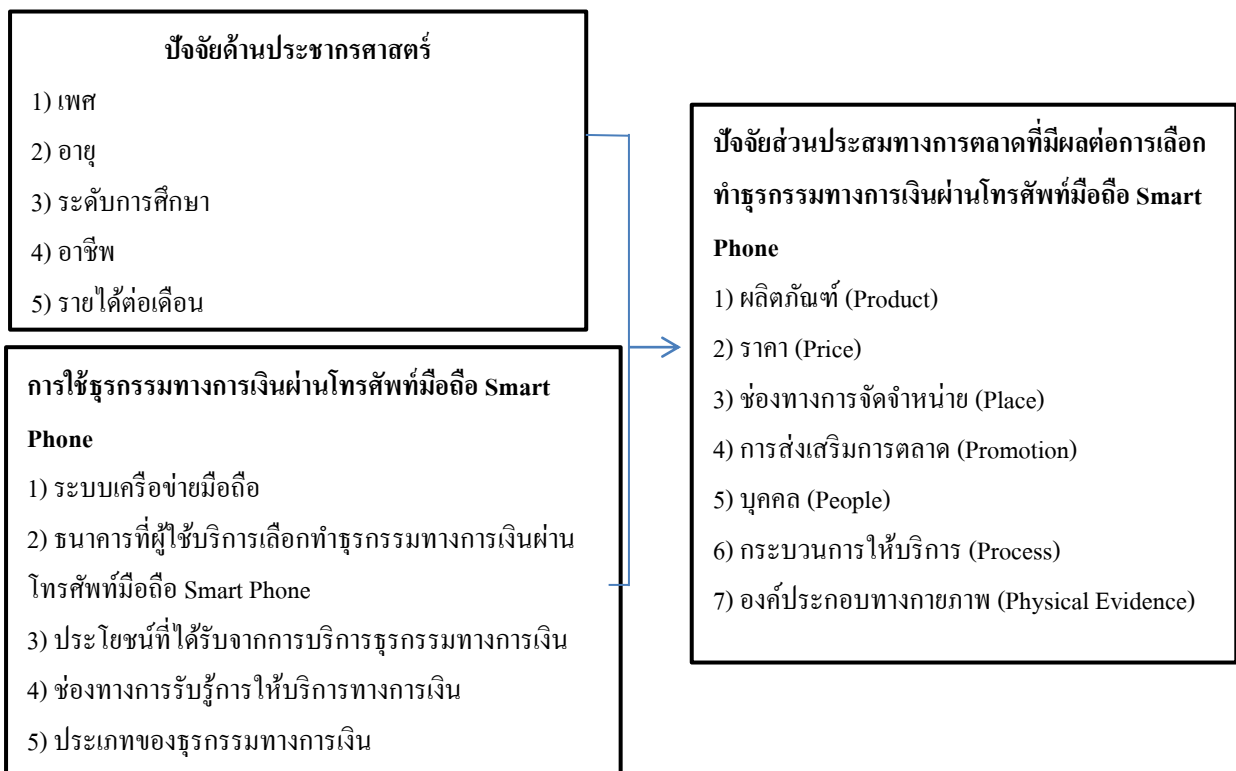 ปัจจัยด้านประชากรศาสตร์
1) เพศ
2) อายุ
3) ระดับการศึกษา
4) อาชีพ
5) รายได้ต่อเดือน
การใช้ธุรกรรมทางการเงินผ่านโทรศัพท์มือถือ Smart
Phone
1) ระบบเครือข่ายมือถือ
2) ธนาคารที่ผู้ใช้บริการเลือกทำธุรกรรมทางการเงินผ่าน
โทรศัพท์มือถือ Smart Phone
3) ประโยชน์ที่ได้รับจากการบริการธุรกรรมทางการเงิน
4) ช่องทางการรับรู้การให้บริการทางการเงิน
5) ประเภทของธุรกรรมทางการเงิน
ปัจจัยส่วนประสมทางการตลาดที่มีผลต่อการเลือก
ทำธุรกรรมทางการเงินผ่านโทรศัพท์มือถือ Smart
Phone
1) ผลิตภัณฑ์ (Product)
2) ราคา (Price)
3) ช่องทางการจัดจำหน่าย (Place)
4) การส่งเสริมการตลาด (Promotion)
5) บุคคล (People)
6) กระบวนการให้บริการ (Process)
7) องค์ประกอบทางกายภาพ (Physical Evidence)